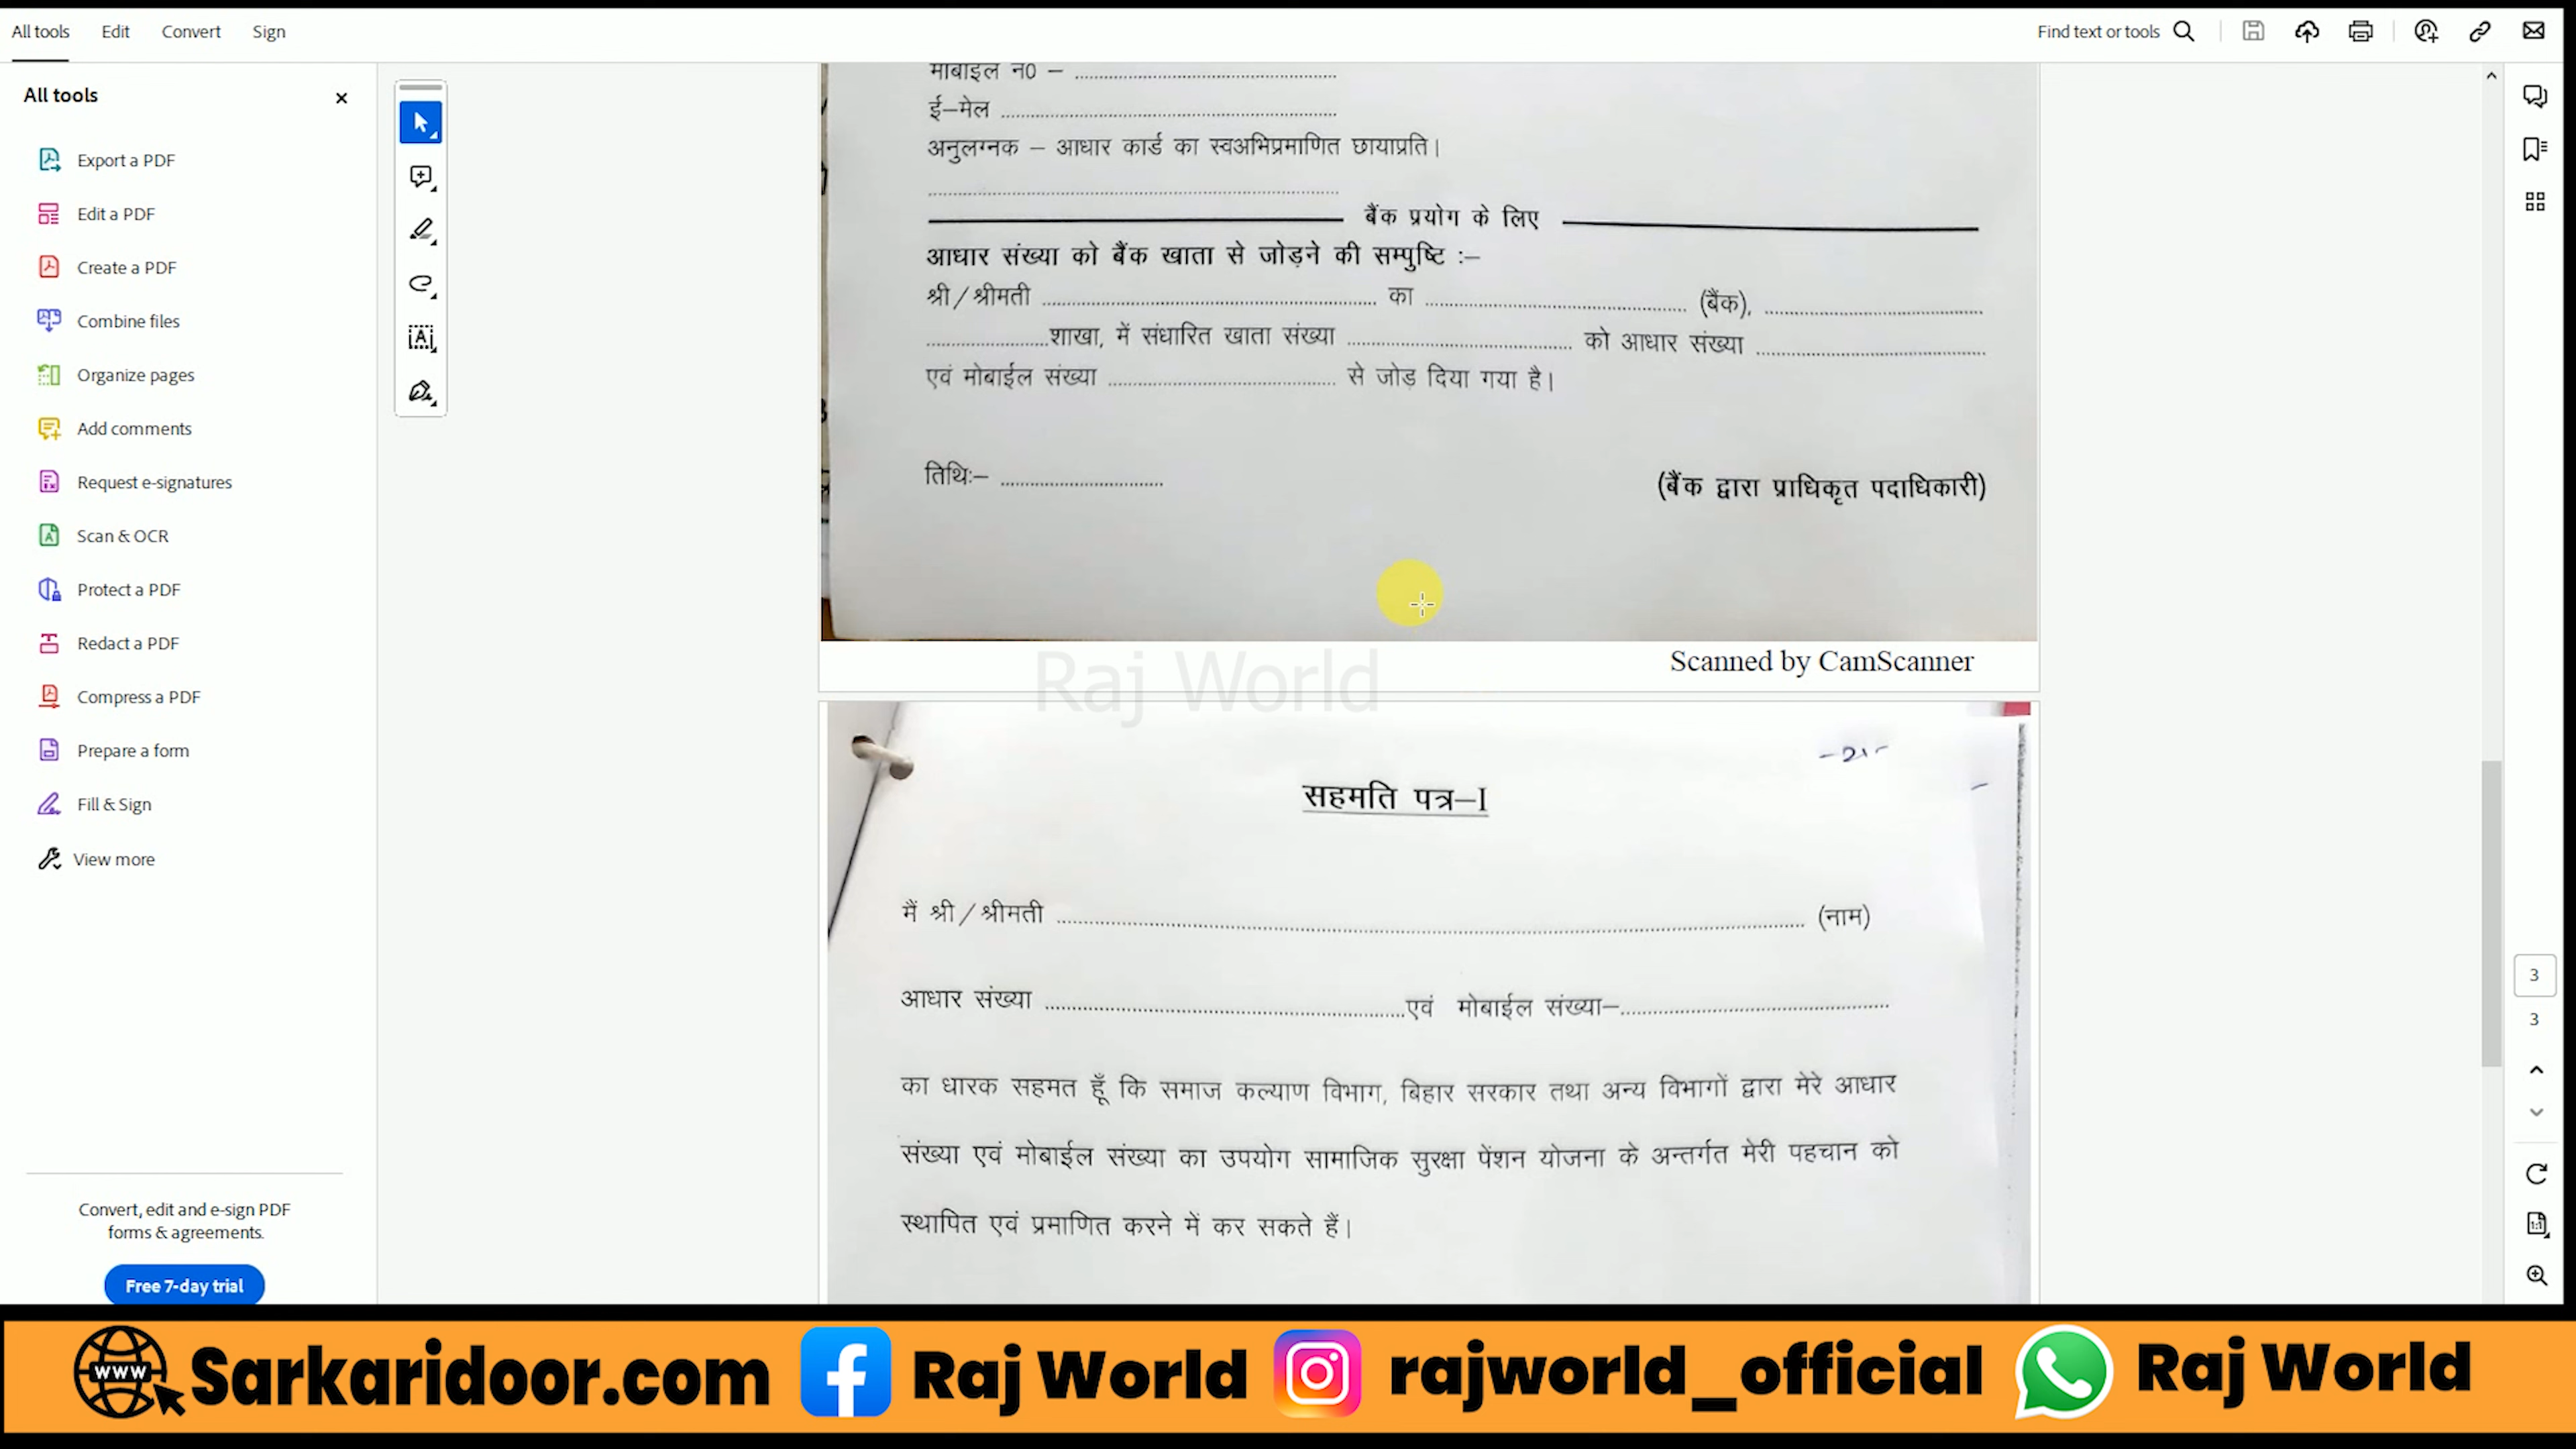 All tools Edit Convert Sign Find text or tools
All tools
Export a PDF
Edit a PDF
Create a PDF
Combine files
Organize pages
Add comments
Request e-signatures
Scan & OCR
Protect a PDF
Redact a PDF
Compress a PDF
Prepare a form
Fill & Sign
View more
Convert, edit and e-sign PDF
forms & agreements.
Free 7-day trial
मोबाइल नं0 – ........................
ई–मेल ........................
अनुलग्नक – आधार कार्ड का स्वअभिप्रमाणित छायाप्रति।
बैंक प्रयोग के लिए
आधार संख्या को बैंक खाता से जोड़ने की सम्पुष्टि :–
श्री/श्रीमती ........................ का ........................ (बैंक), ........................
............शाखा, में संधारित खाता संख्या ........................ को आधार संख्या ........................
एवं मोबाईल संख्या ........................ से जोड दिया गया है।
तिथिः– ........................
(बैंक द्वारा प्राधिकृत पदाधिकारी)
Scanned by CamScanner
Raj World
-21-
सहमति पत्र–I
मैं श्री/श्रीमती ........................ (नाम)
आधार संख्या ........................एवं मोबाईल संख्या–........................
का धारक सहमत हूँ कि समाज कल्याण विभाग, बिहार सरकार तथा अन्य विभागों द्वारा मेरे आधार
संख्या एवं मोबाईल संख्या का उपयोग सामाजिक सुरक्षा पेंशन योजना के अन्तर्गत मेरी पहचान को
स्थापित एवं प्रमाणित करने में कर सकते हैं।
3
3
www Sarkaridoor.com Raj World rajworld_official Raj World